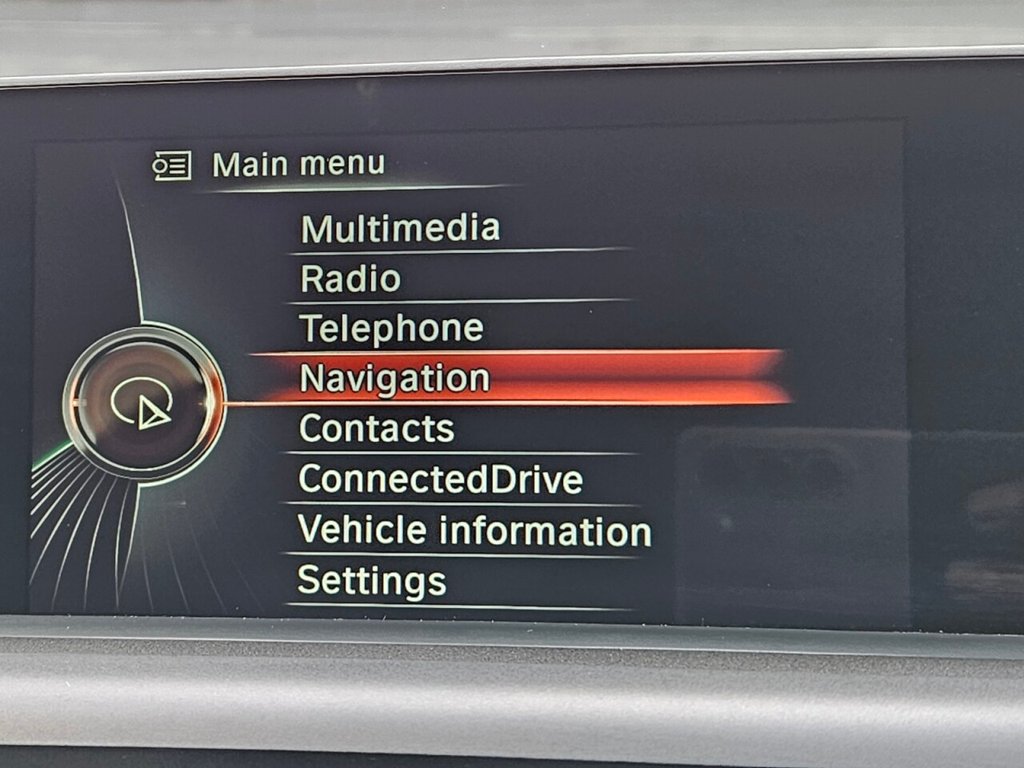 Main menu
Multimedia
Radio
Telephone
Navigation
Contacts
ConnectedDrive
Vehicle information
Settings